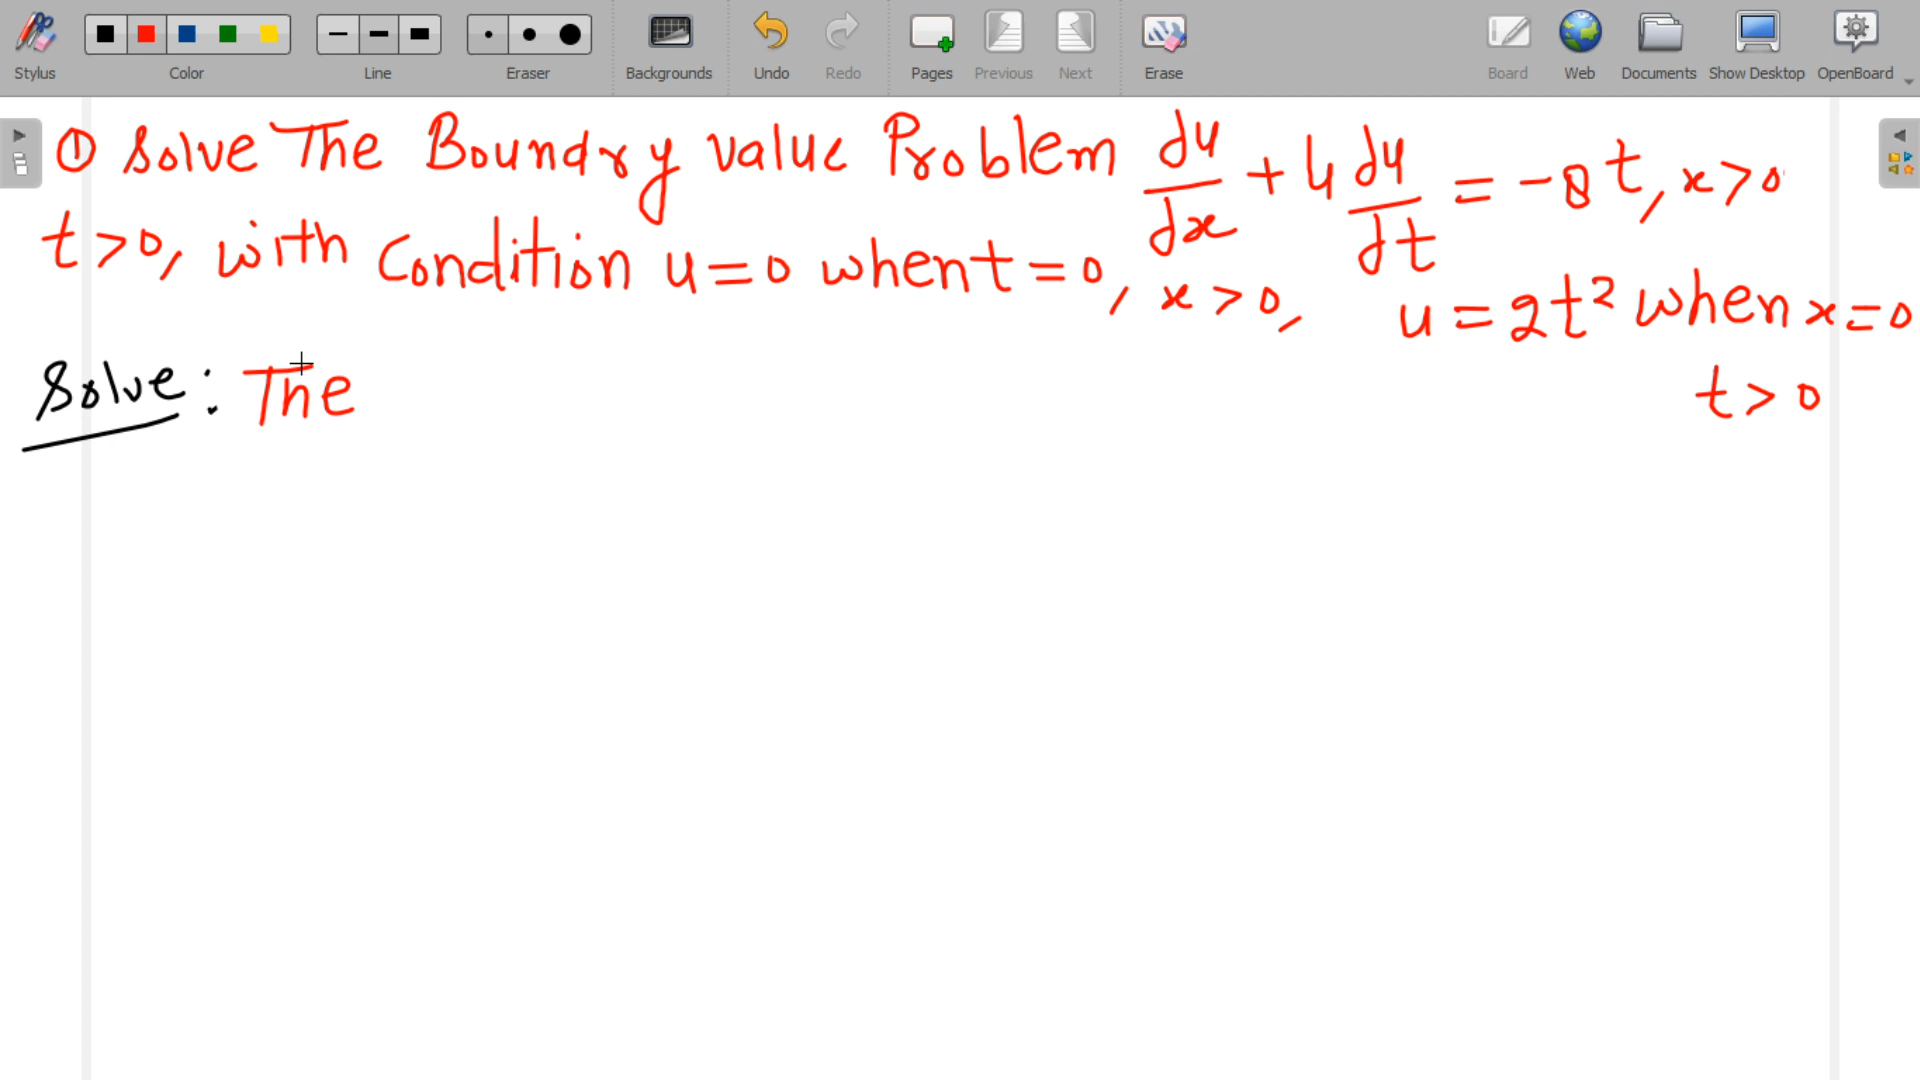 Stylus Color Line Eraser Backgrounds Undo Redo Pages Previous Next Erase Board Web Documents Show Desktop OpenBoard
① Solve The Boundry value Problem du/dx + 4 du/dt = -8t, x>0
t>0, with Condition u=0 when t=0, x>0, u=2t² when x=0
t>0
Solve: The